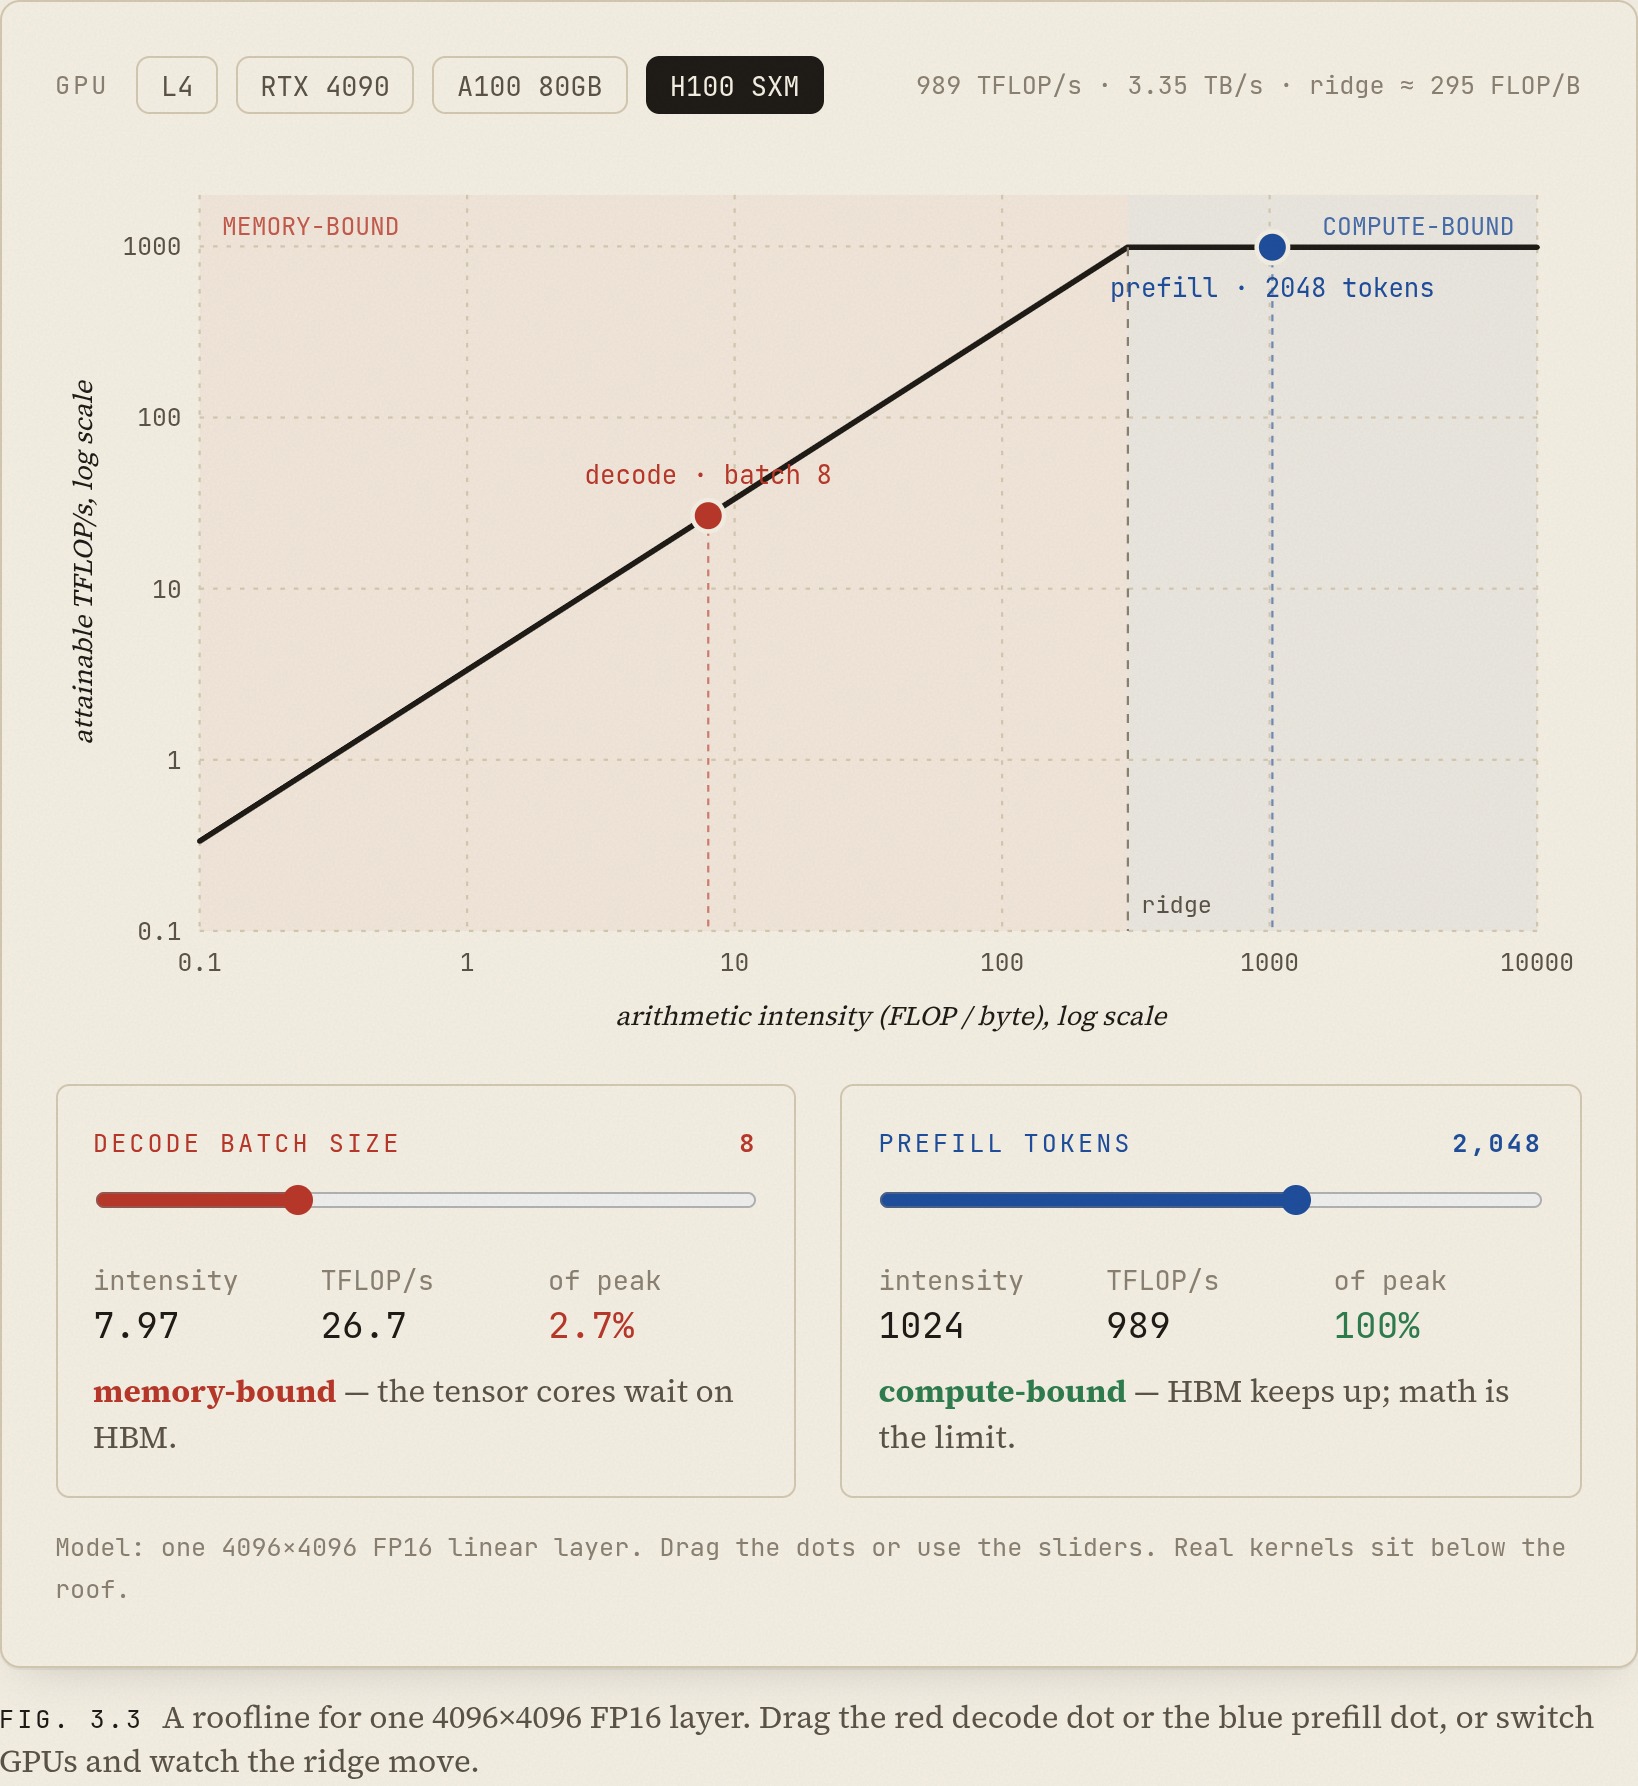 GPU L4 RTX 4090 A100 80GB H100 SXM 989 TFLOP/s · 3.35 TB/s · ridge ≈ 295 FLOP/B
MEMORY-BOUND COMPUTE-BOUND
1000
prefill · 2048 tokens
100
decode · batch 8
10
1
0.1
attainable TFLOP/s, log scale
ridge
0.1 1 10 100 1000 10000
arithmetic intensity (FLOP / byte), log scale
DECODE BATCH SIZE 8
intensity TFLOP/s of peak
7.97 26.7 2.7%
memory-bound — the tensor cores wait on
HBM.
PREFILL TOKENS 2,048
intensity TFLOP/s of peak
1024 989 100%
compute-bound — HBM keeps up; math is
the limit.
Model: one 4096×4096 FP16 linear layer. Drag the dots or use the sliders. Real kernels sit below the
roof.
FIG. 3.3 A roofline for one 4096×4096 FP16 layer. Drag the red decode dot or the blue prefill dot, or switch
GPUs and watch the ridge move.